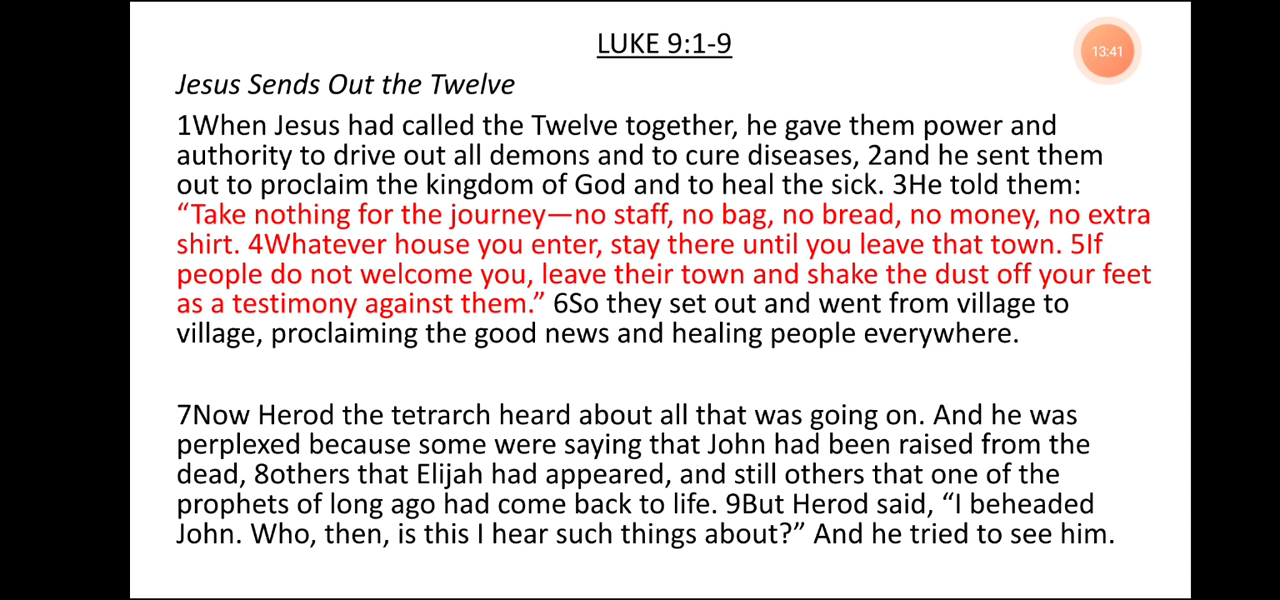 LUKE 9:1-9
13:41
Jesus Sends Out the Twelve
1When Jesus had called the Twelve together, he gave them power and
authority to drive out all demons and to cure diseases, 2and he sent them
out to proclaim the kingdom of God and to heal the sick. 3He told them:
“Take nothing for the journey—no staff, no bag, no bread, no money, no extra
shirt. 4Whatever house you enter, stay there until you leave that town. 5If
people do not welcome you, leave their town and shake the dust off your feet
as a testimony against them.” 6So they set out and went from village to
village, proclaiming the good news and healing people everywhere.
7Now Herod the tetrarch heard about all that was going on. And he was
perplexed because some were saying that John had been raised from the
dead, 8others that Elijah had appeared, and still others that one of the
prophets of long ago had come back to life. 9But Herod said, “I beheaded
John. Who, then, is this I hear such things about?” And he tried to see him.